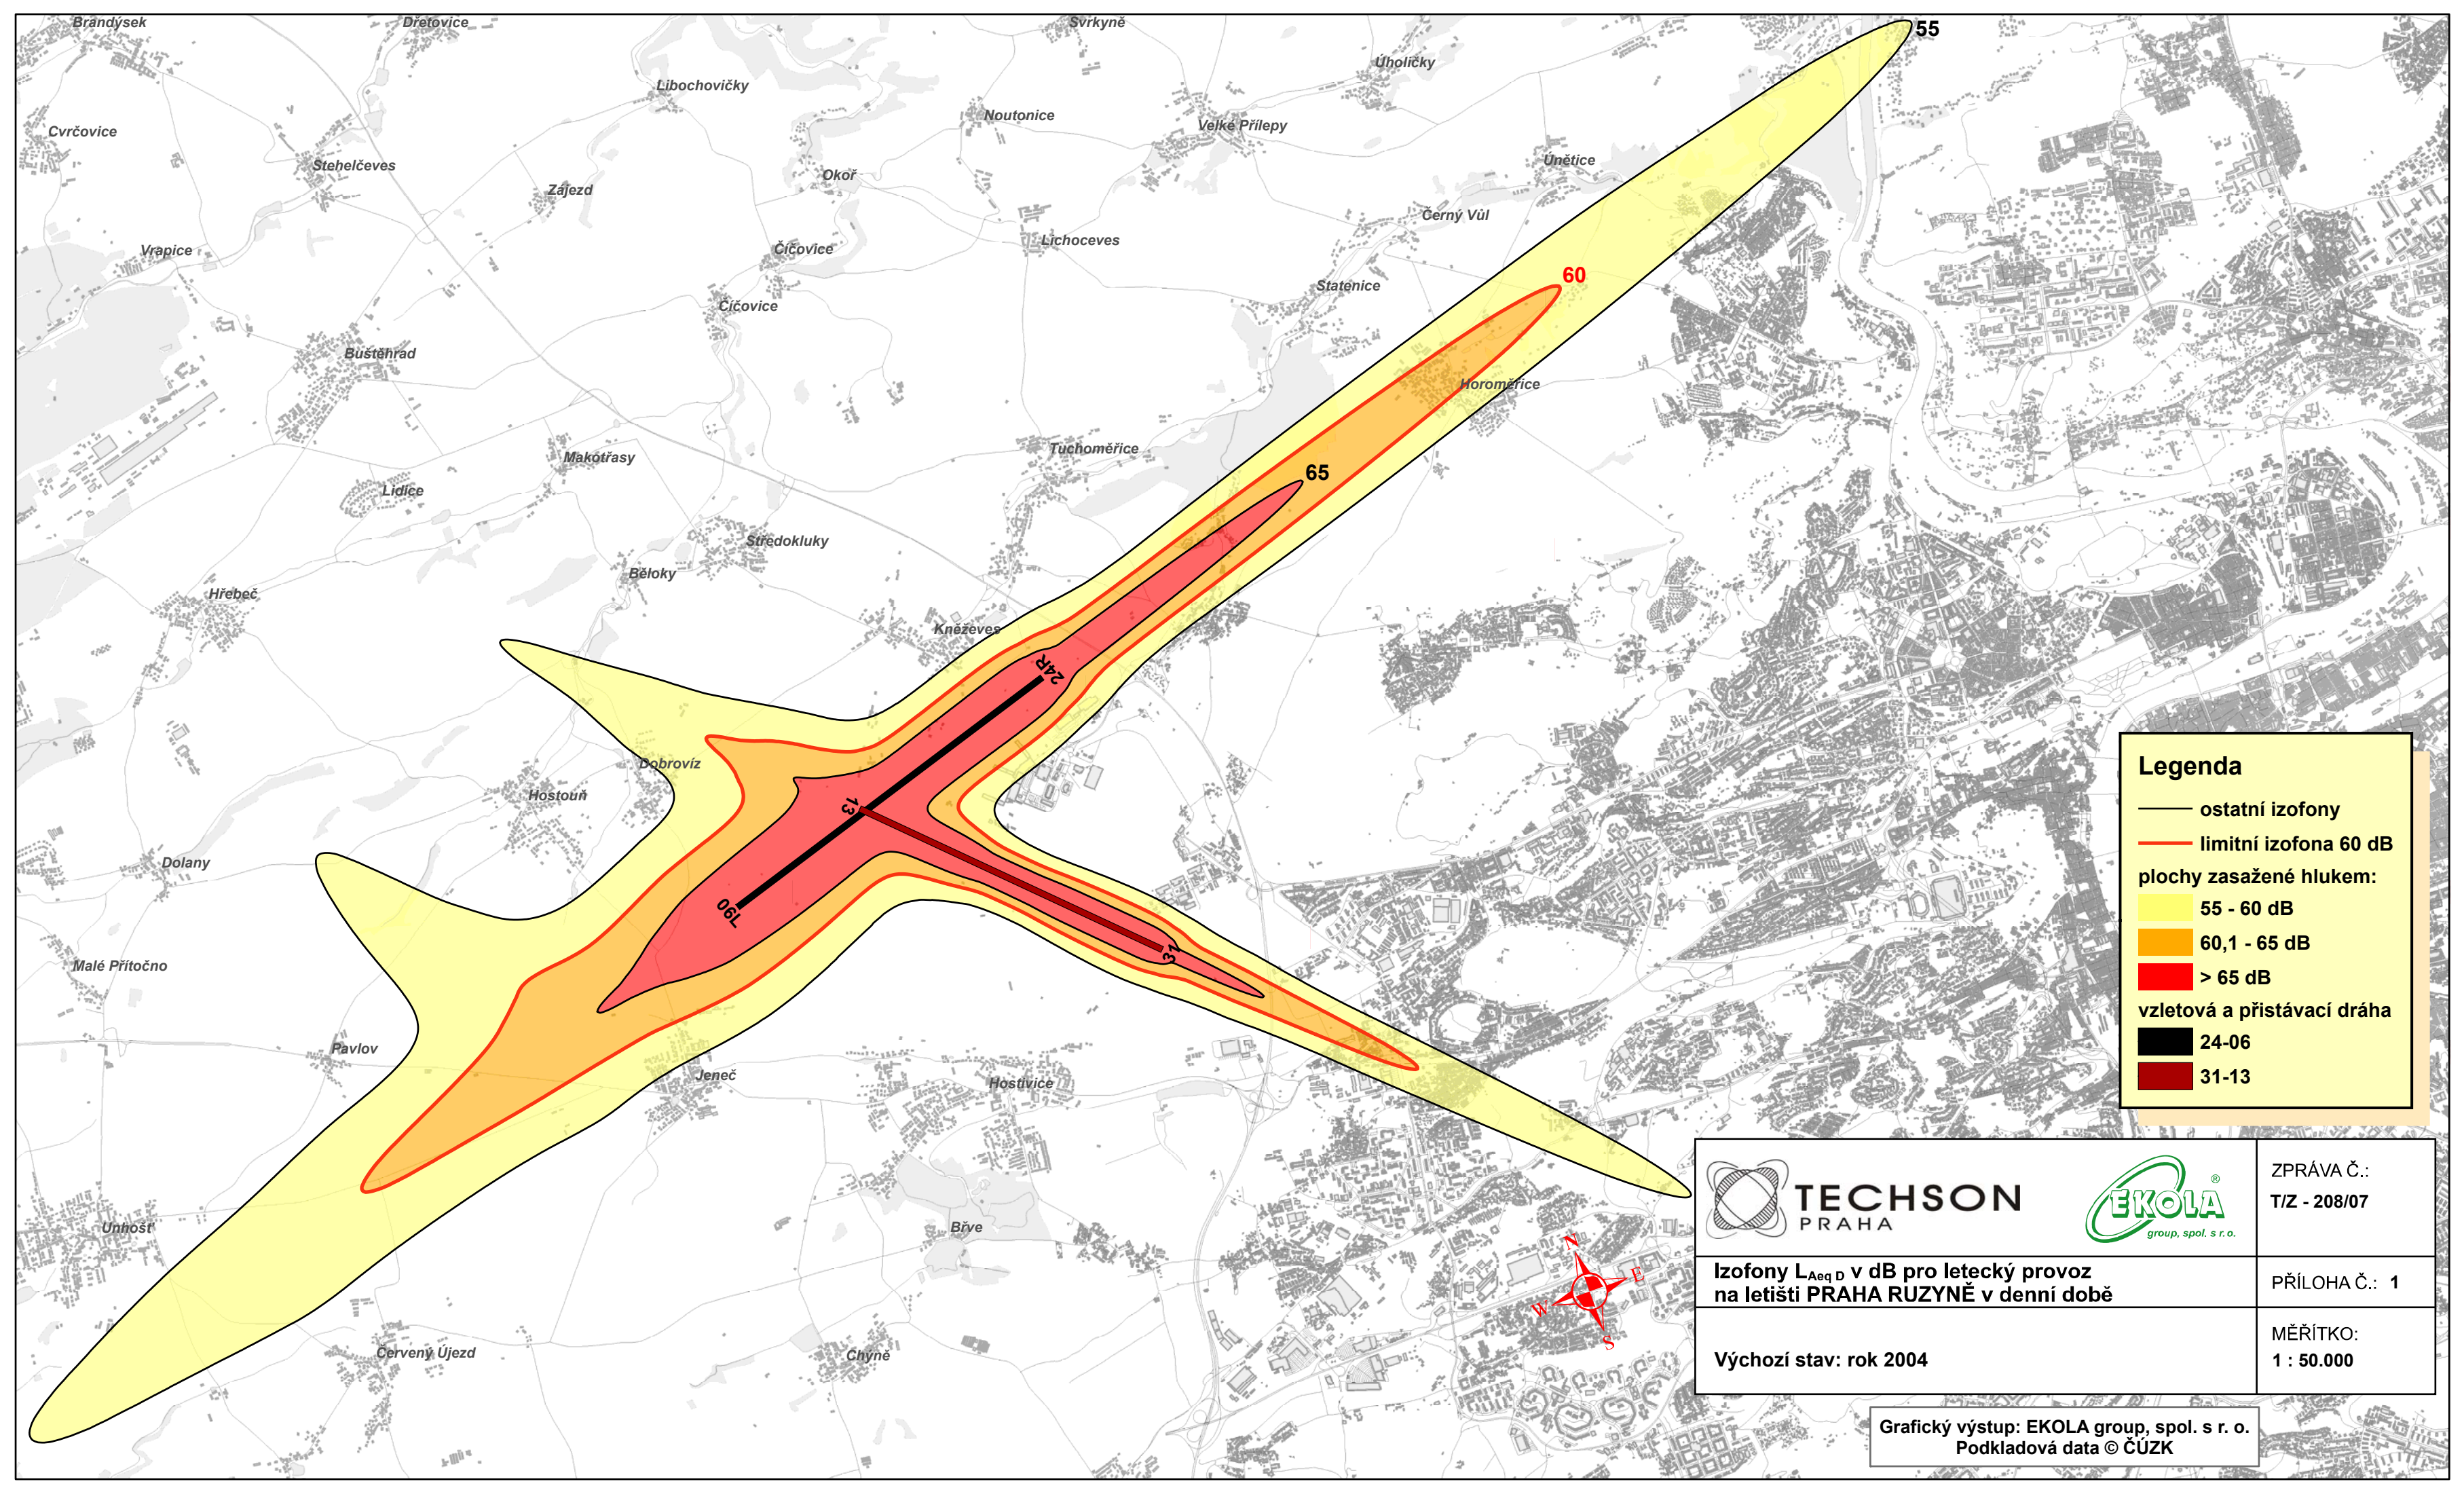 Brandýsek
Dřetovice
Svrkyně
55
Úholičky
Libochovičky
Noutonice
Velké Přílepy
Cvrčovice
Stehelčeves
Únětice
Okoř
Zájezd
Černý Vůl
Lichoceves
Čičovice
Vrapice
60
Statenice
Čičovice
Buštěhrad
Horoměřice
Tuchoměřice
Makotřasy
65
Lidice
Středokluky
Běloky
Hřebeč
Kněževes
24R
Dobrovíz
Hostouň
13
Dolany
06L
31
Malé Přítočno
Pavlov
Jeneč
Hostivice
Unhošť
Břve
Červený Újezd
Chýně
Legenda
ostatní izofony
limitní izofona 60 dB
plochy zasažené hlukem:
55 - 60 dB
60,1 - 65 dB
> 65 dB
vzletová a přistávací dráha
24-06
31-13
N
E
W
S
TECHSON
PRAHA
EKOLA ®
group, spol. s r. o.
ZPRÁVA Č.:
T/Z - 208/07
Izofony LAeq D v dB pro letecký provoz
na letišti PRAHA RUZYNĚ v denní době
PŘÍLOHA Č.: 1
Výchozí stav: rok 2004
MĚŘÍTKO:
1 : 50.000
Grafický výstup: EKOLA group, spol. s r. o.
Podkladová data © ČÚZK